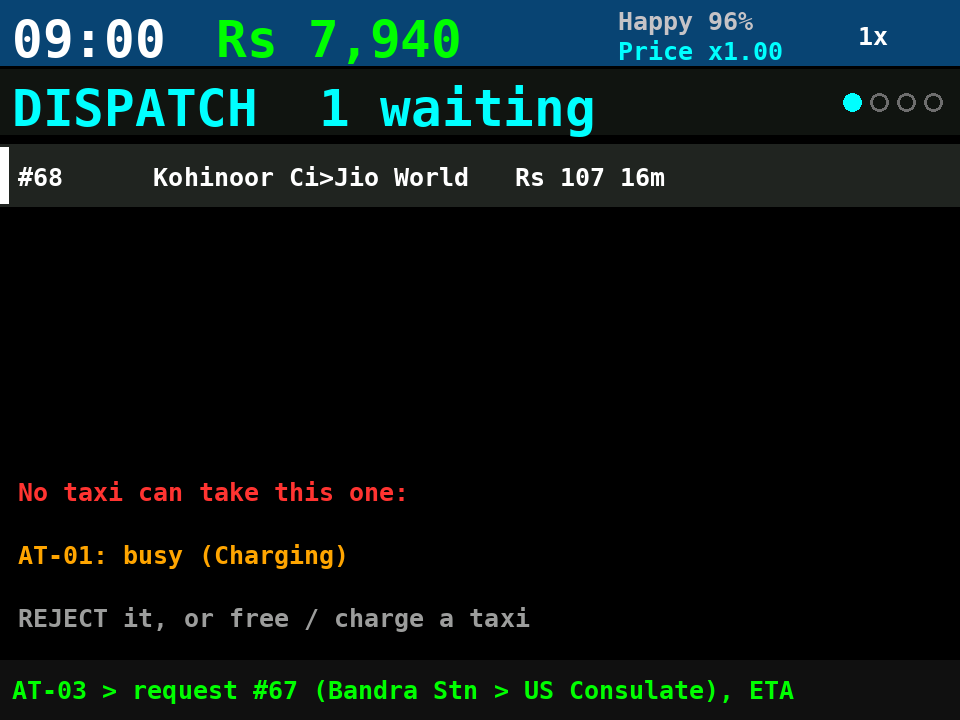 09:00 Rs 7,940 Happy 96% 1x
Price x1.00
DISPATCH 1 waiting
#68 Kohinoor Ci>Jio World Rs 107 16m
No taxi can take this one:
AT-01: busy (Charging)
REJECT it, or free / charge a taxi
AT-03 > request #67 (Bandra Stn > US Consulate), ETA